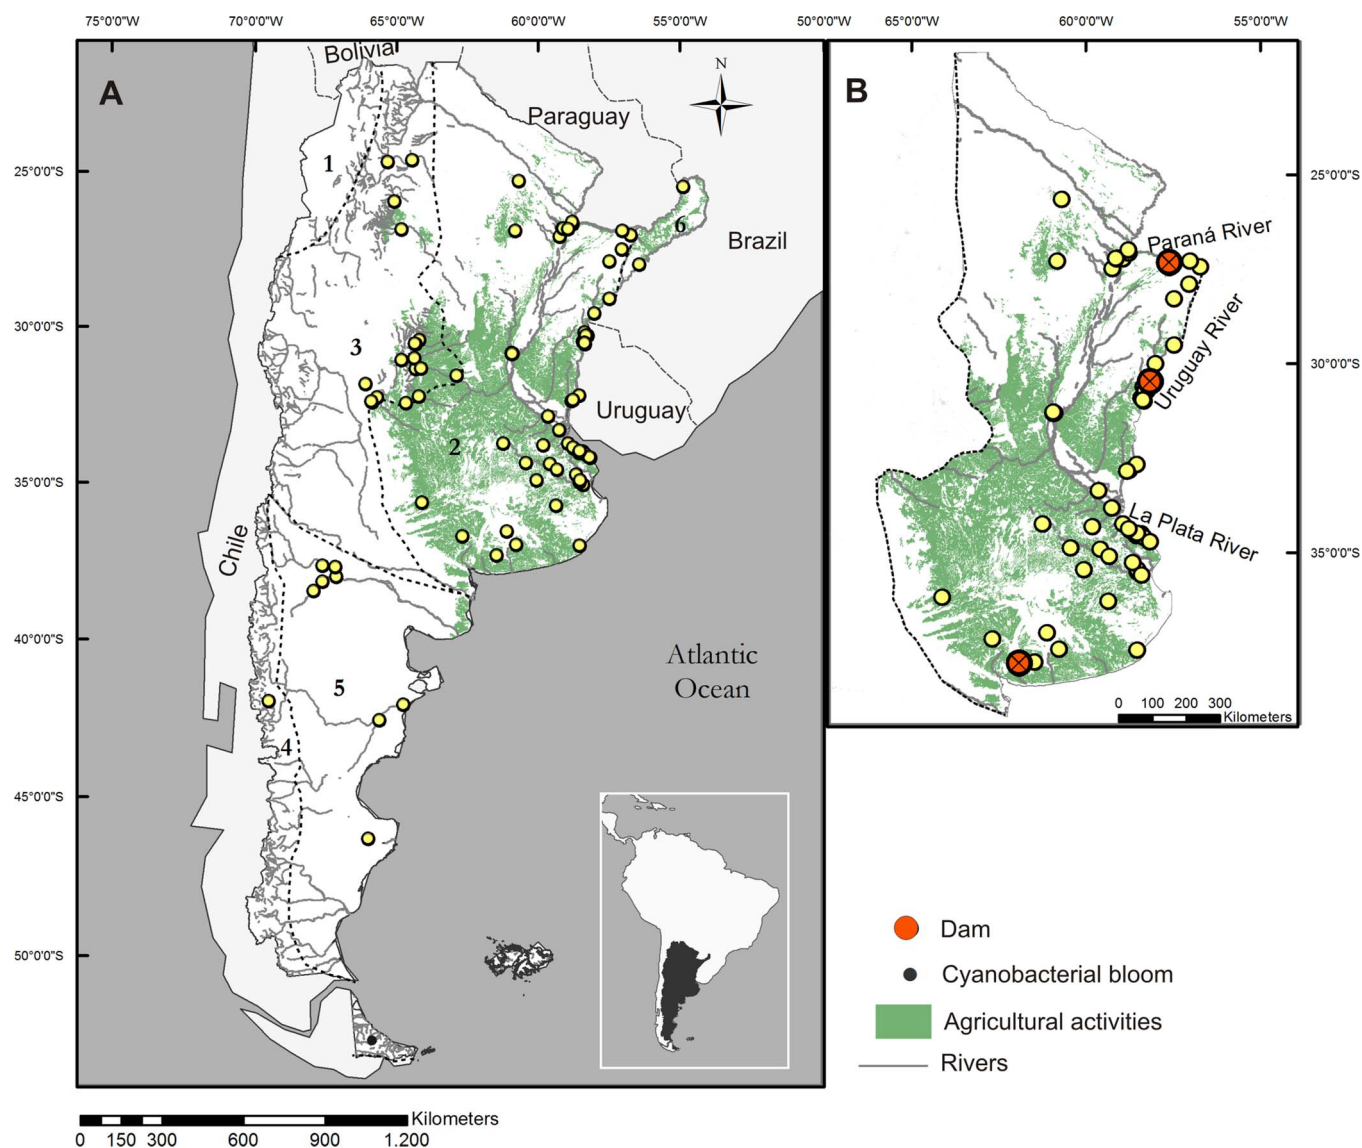 75°0'0"W 70°0'0"W 65°0'0"W 60°0'0"W 55°0'0"W 50°0'0"W 60°0'0"W 55°0'0"W
65°0'0"W
A
Bolivia
N
Paraguay
B
1
25°0'0"S
25°0'0"S
6
Brazil
Paraná River
Uruguay River
30°0'0"S
3
30°0'0"S
Uruguay
2
La Plata River
35°0'0"S
35°0'0"S
Chile
40°0'0"S
Atlantic
Ocean
5
4
0 100 200 300
Kilometers
45°0'0"S
50°0'0"S
Dam
Cyanobacterial bloom
Agricultural activities
Rivers
Kilometers
0 150 300 600 900 1.200